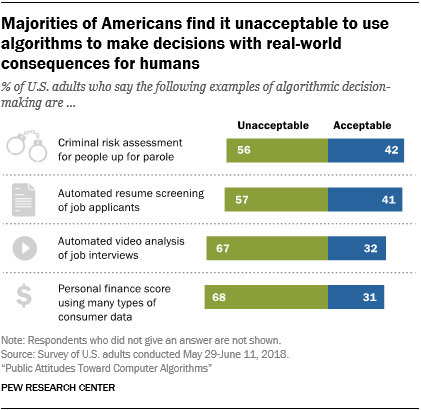 Majorities of Americans find it unacceptable to use
algorithms to make decisions with real-world
consequences for humans
% of U.S. adults who say the following examples of algorithmic decision-
making are ...
Unacceptable Acceptable
Criminal risk assessment
for people up for parole
56 42
Automated resume screening
of job applicants
57 41
Automated video analysis
of job interviews
67 32
Personal finance score
using many types of
consumer data
68 31
Note: Respondents who did not give an answer are not shown.
Source: Survey of U.S. adults conducted May 29-June 11, 2018.
“Public Attitudes Toward Computer Algorithms”
PEW RESEARCH CENTER